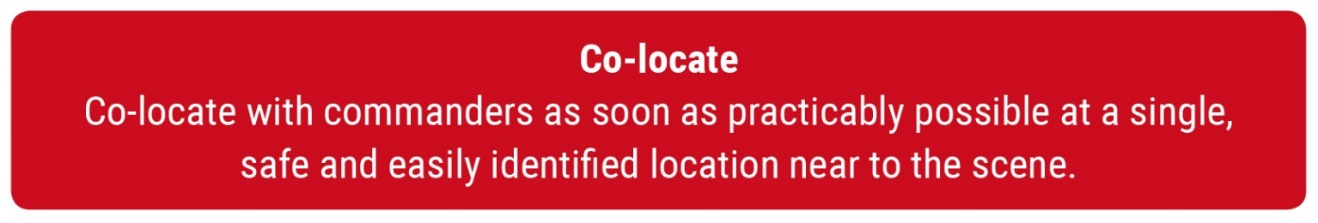 Co-locate
Co-locate with commanders as soon as practicably possible at a single,
safe and easily identified location near to the scene.